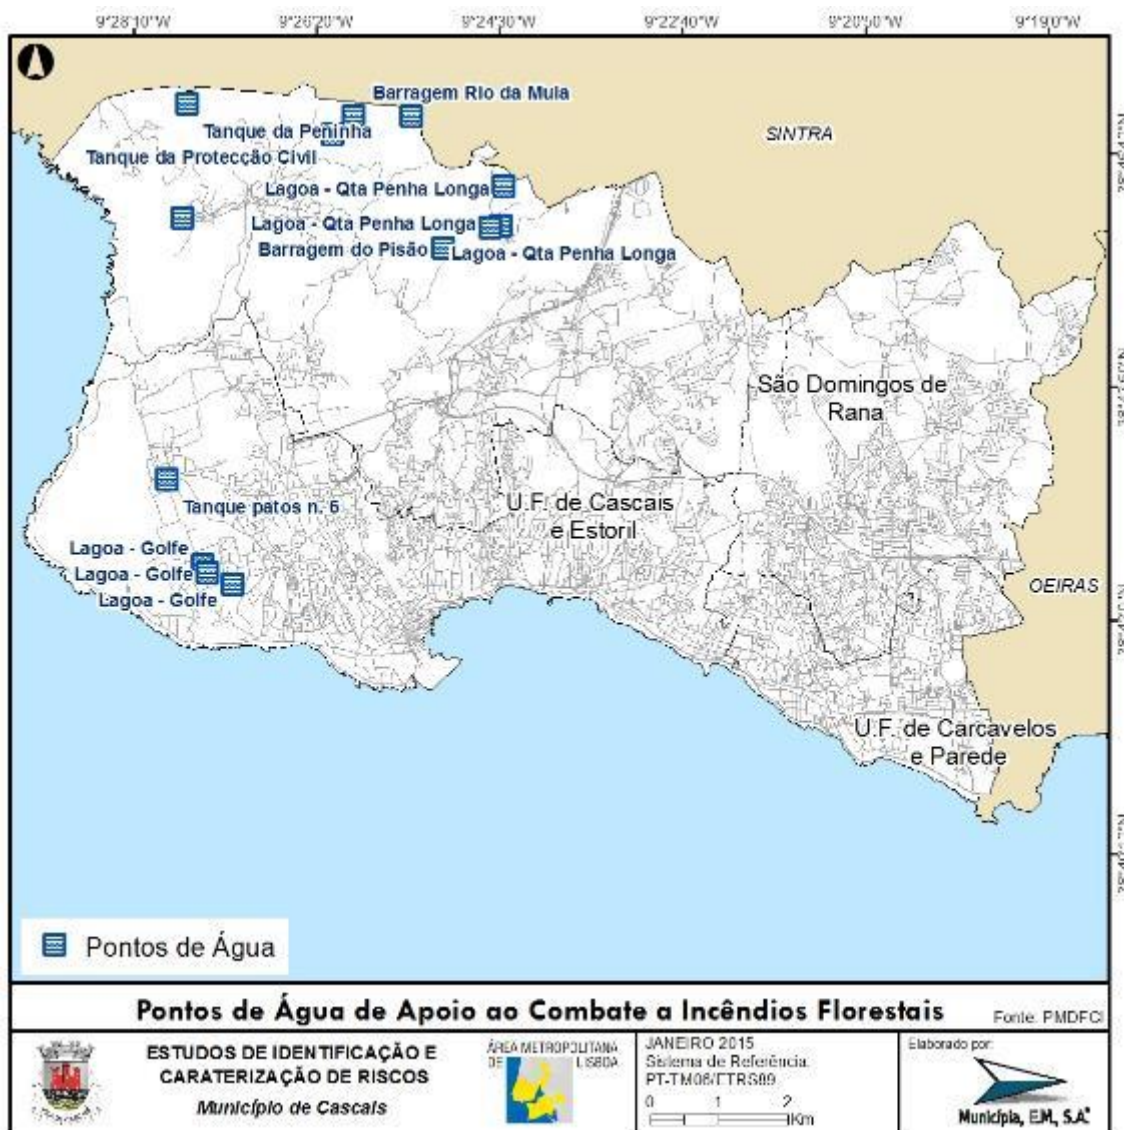 9°28'10"W 9°26'20"W 9°24'30"W 9°22'40"W 9°20'50"W 9°19'0"W
Barragem Rio da Mula
SINTRA
Tanque da Peninha
Tanque da Protecção Civil
Lagoa - Qta Penha Longa
Lagoa - Qta Penha Longa
Barragem do Pisão
Lagoa - Qta Penha Longa
São Domingos de
Rana
Tanque patos n. 6
U.F. de Cascais
e Estoril
Lagoa - Golfe
Lagoa - Golfe
Lagoa - Golfe
OEIRAS
U.F. de Carcavelos
e Parede
Pontos de Água
Pontos de Água de Apoio ao Combate a Incêndios Florestais
Fonte: PMDFCI
ESTUDOS DE IDENTIFICAÇÃO E
CARATERIZAÇÃO DE RISCOS
Município de Cascais
ÁREA METROPOLITANA
DE LISBOA
JANEIRO 2015
Sistema de Referência:
PT-TM06/ETRS89
0 1 2
Km
Elaborado por:
Município, E.M., S.A.